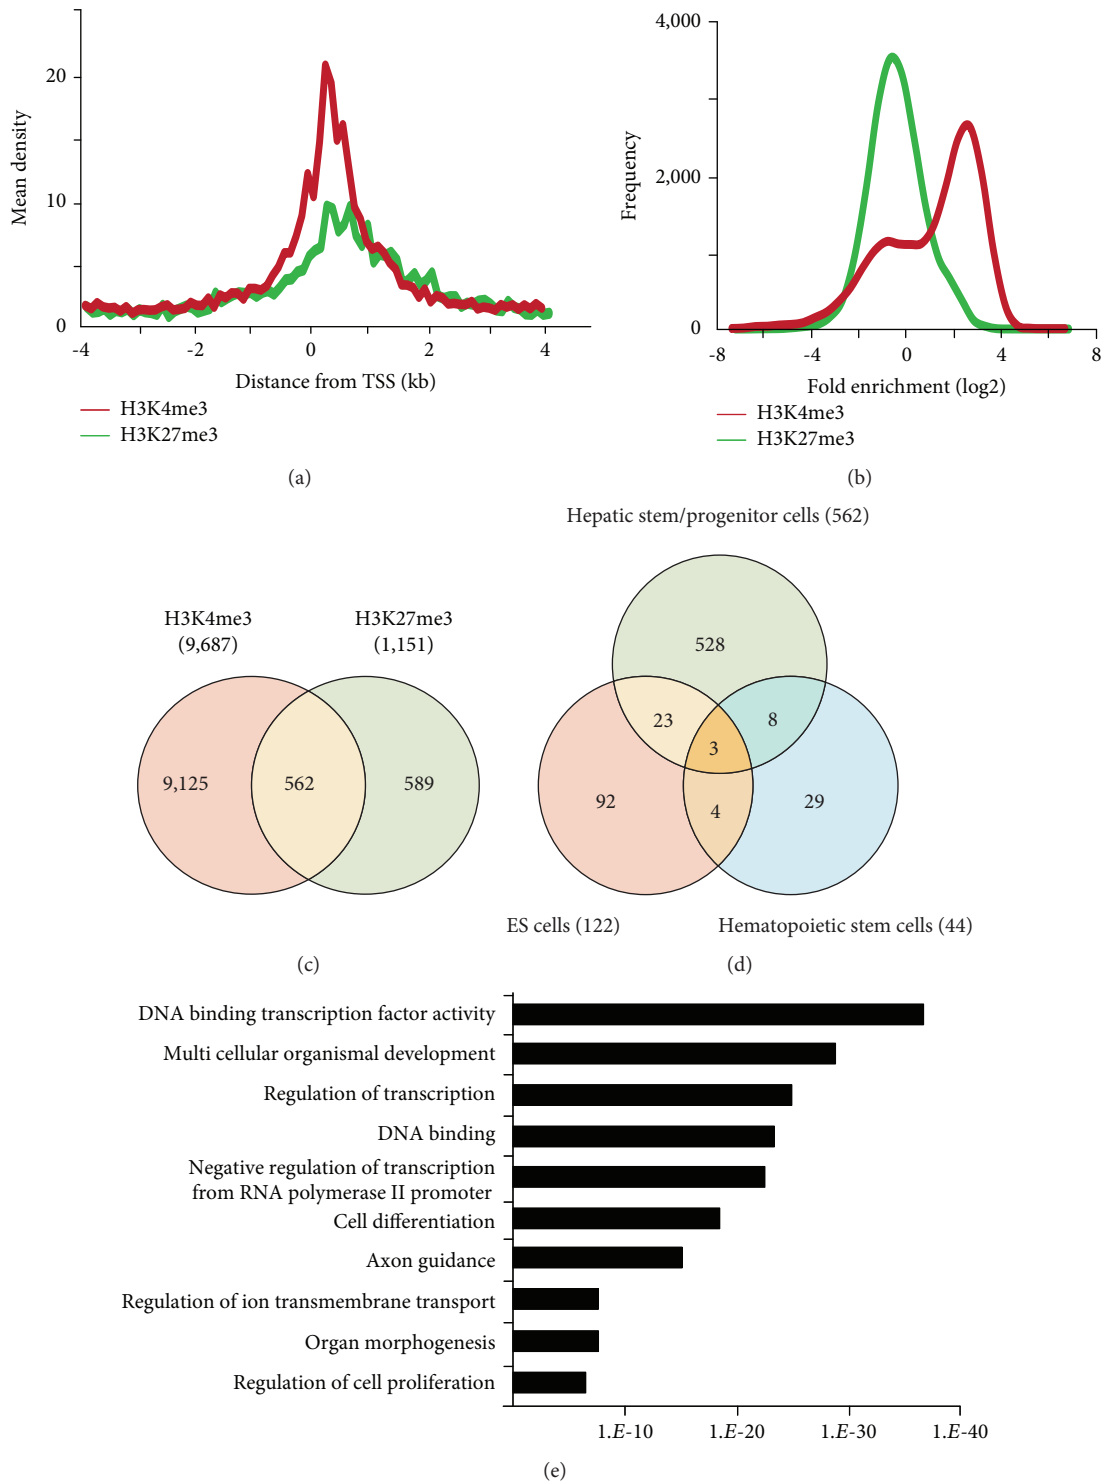 Mean density
20
10
0
-4
-2
0
2
4
Distance from TSS (kb)
H3K4me3
H3K27me3
(a)
Frequency
4,000
2,000
0
-8
-4
0
4
8
Fold enrichment (log2)
H3K4me3
H3K27me3
(b)
H3K4me3
(9,687)
H3K27me3
(1,151)
9,125
562
589
(c)
Hepatic stem/progenitor cells (562)
528
23
8
3
92
4
29
ES cells (122)
Hematopoietic stem cells (44)
(d)
DNA binding transcription factor activity
Multi cellular organismal development
Regulation of transcription
DNA binding
Negative regulation of transcription
from RNA polymerase II promoter
Cell differentiation
Axon guidance
Regulation of ion transmembrane transport
Organ morphogenesis
Regulation of cell proliferation
1.E-10
1.E-20
1.E-30
1.E-40
(e)